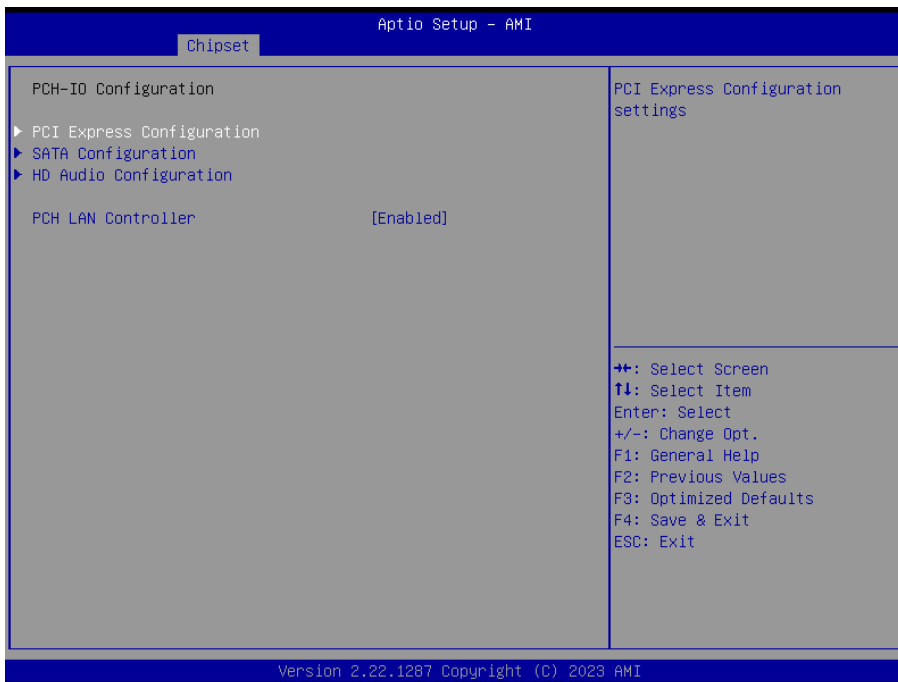 Aptio Setup – AMI
Chipset
PCH-IO Configuration
PCI Express Configuration
SATA Configuration
HD Audio Configuration
PCH LAN Controller [Enabled]
PCI Express Configuration
settings
→←: Select Screen
↑↓: Select Item
Enter: Select
+/-: Change Opt.
F1: General Help
F2: Previous Values
F3: Optimized Defaults
F4: Save & Exit
ESC: Exit
Version 2.22.1287 Copyright (C) 2023 AMI